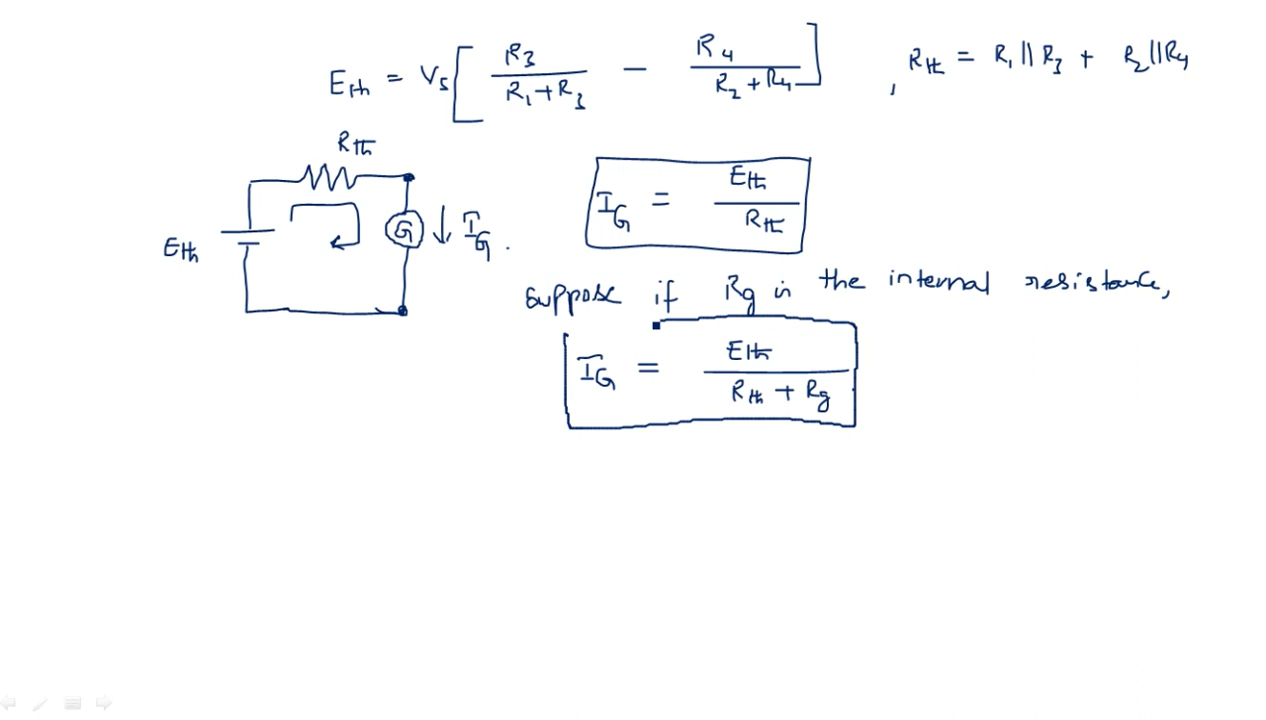 Eth = Vs [ R3 / (R1 + R3) − R4 / (R2 + R4) ] , Rth = R1 || R3 + R2 || R4
Rth
Eth
G ↓ IG .
IG = Eth / Rth
suppose if Rg is the internal resistance,
IG = Eth / (Rth + Rg)